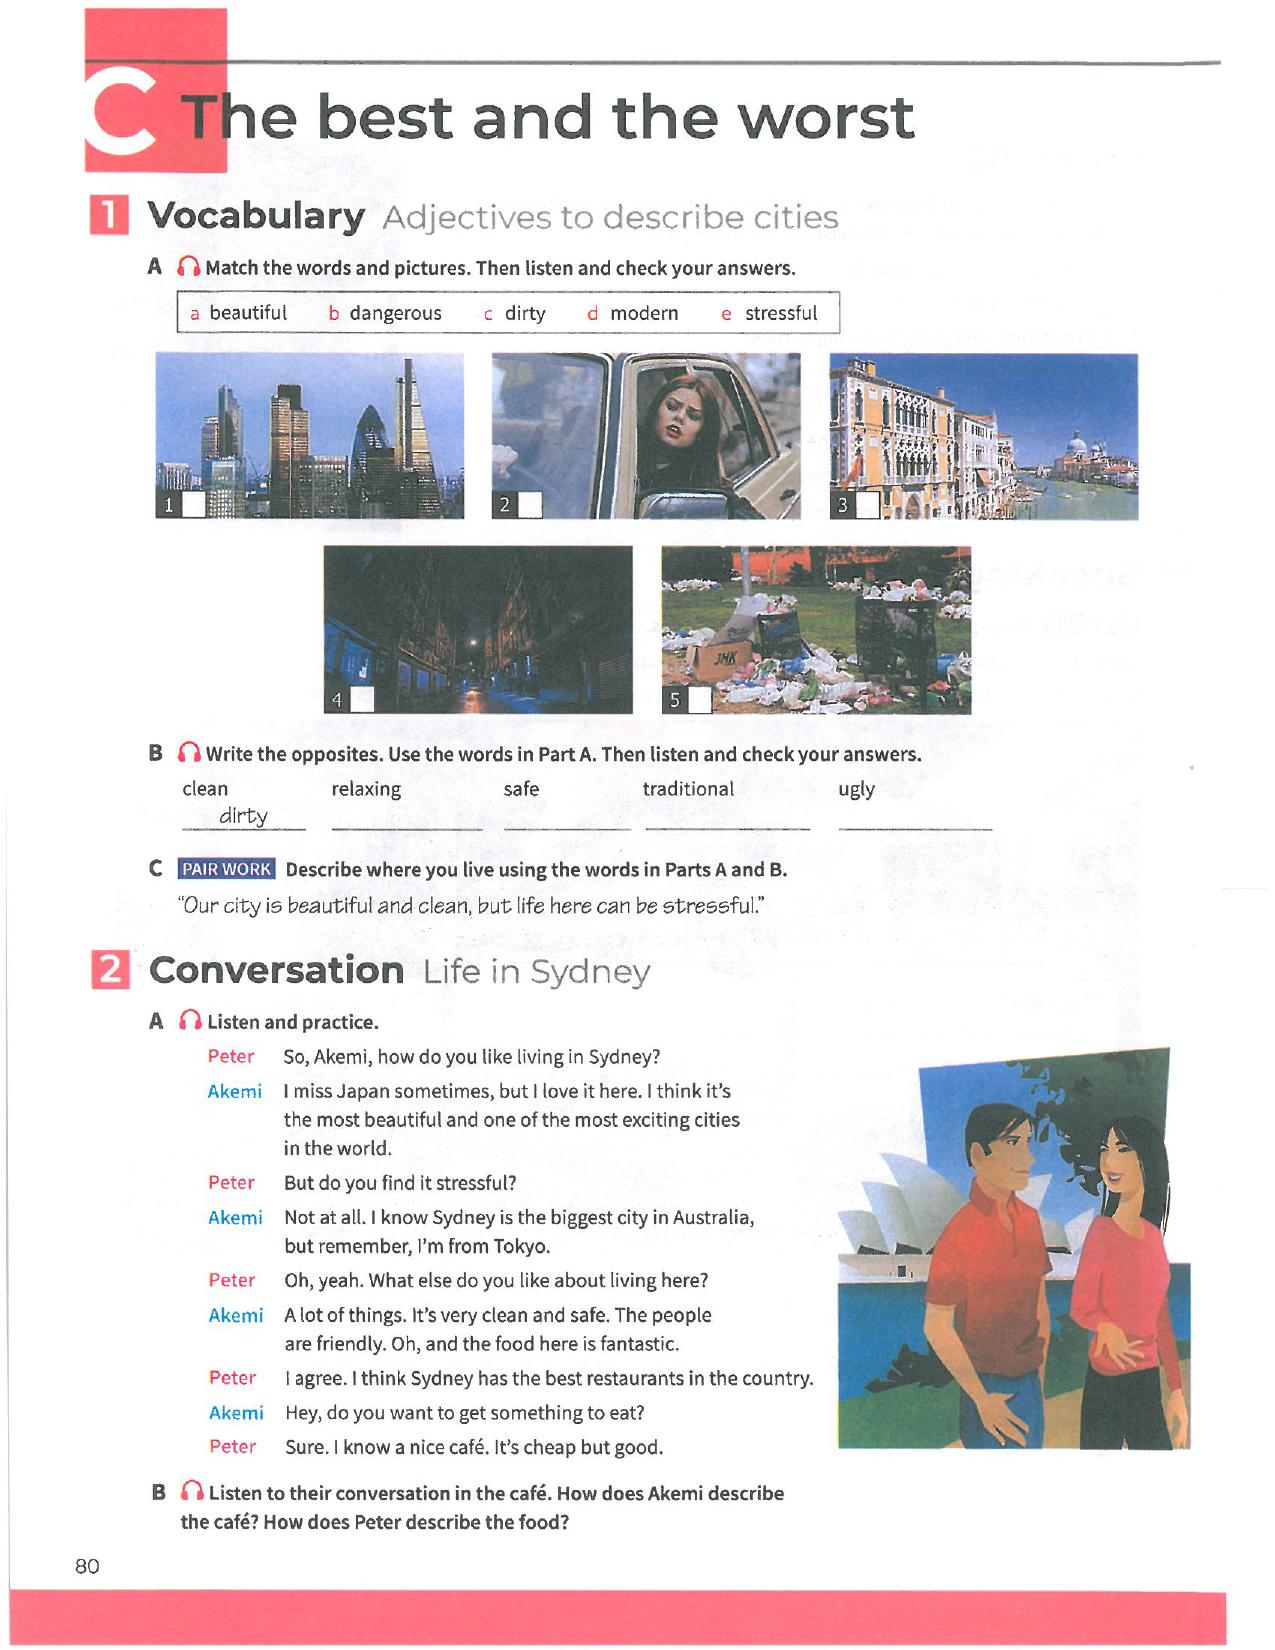 C The best and the worst
1 Vocabulary Adjectives to describe cities
A Match the words and pictures. Then listen and check your answers.
a beautiful b dangerous c dirty d modern e stressful
1
2
3
4
5
JHK
B Write the opposites. Use the words in Part A. Then listen and check your answers.
clean relaxing safe traditional ugly
dirty
C PAIR WORK Describe where you live using the words in Parts A and B.
"Our city is beautiful and clean, but life here can be stressful."
2 Conversation Life in Sydney
A Listen and practice.
Peter So, Akemi, how do you like living in Sydney?
Akemi I miss Japan sometimes, but I love it here. I think it's
the most beautiful and one of the most exciting cities
in the world.
Peter But do you find it stressful?
Akemi Not at all. I know Sydney is the biggest city in Australia,
but remember, I'm from Tokyo.
Peter Oh, yeah. What else do you like about living here?
Akemi A lot of things. It's very clean and safe. The people
are friendly. Oh, and the food here is fantastic.
Peter I agree. I think Sydney has the best restaurants in the country.
Akemi Hey, do you want to get something to eat?
Peter Sure. I know a nice café. It's cheap but good.
B Listen to their conversation in the café. How does Akemi describe
the café? How does Peter describe the food?
80